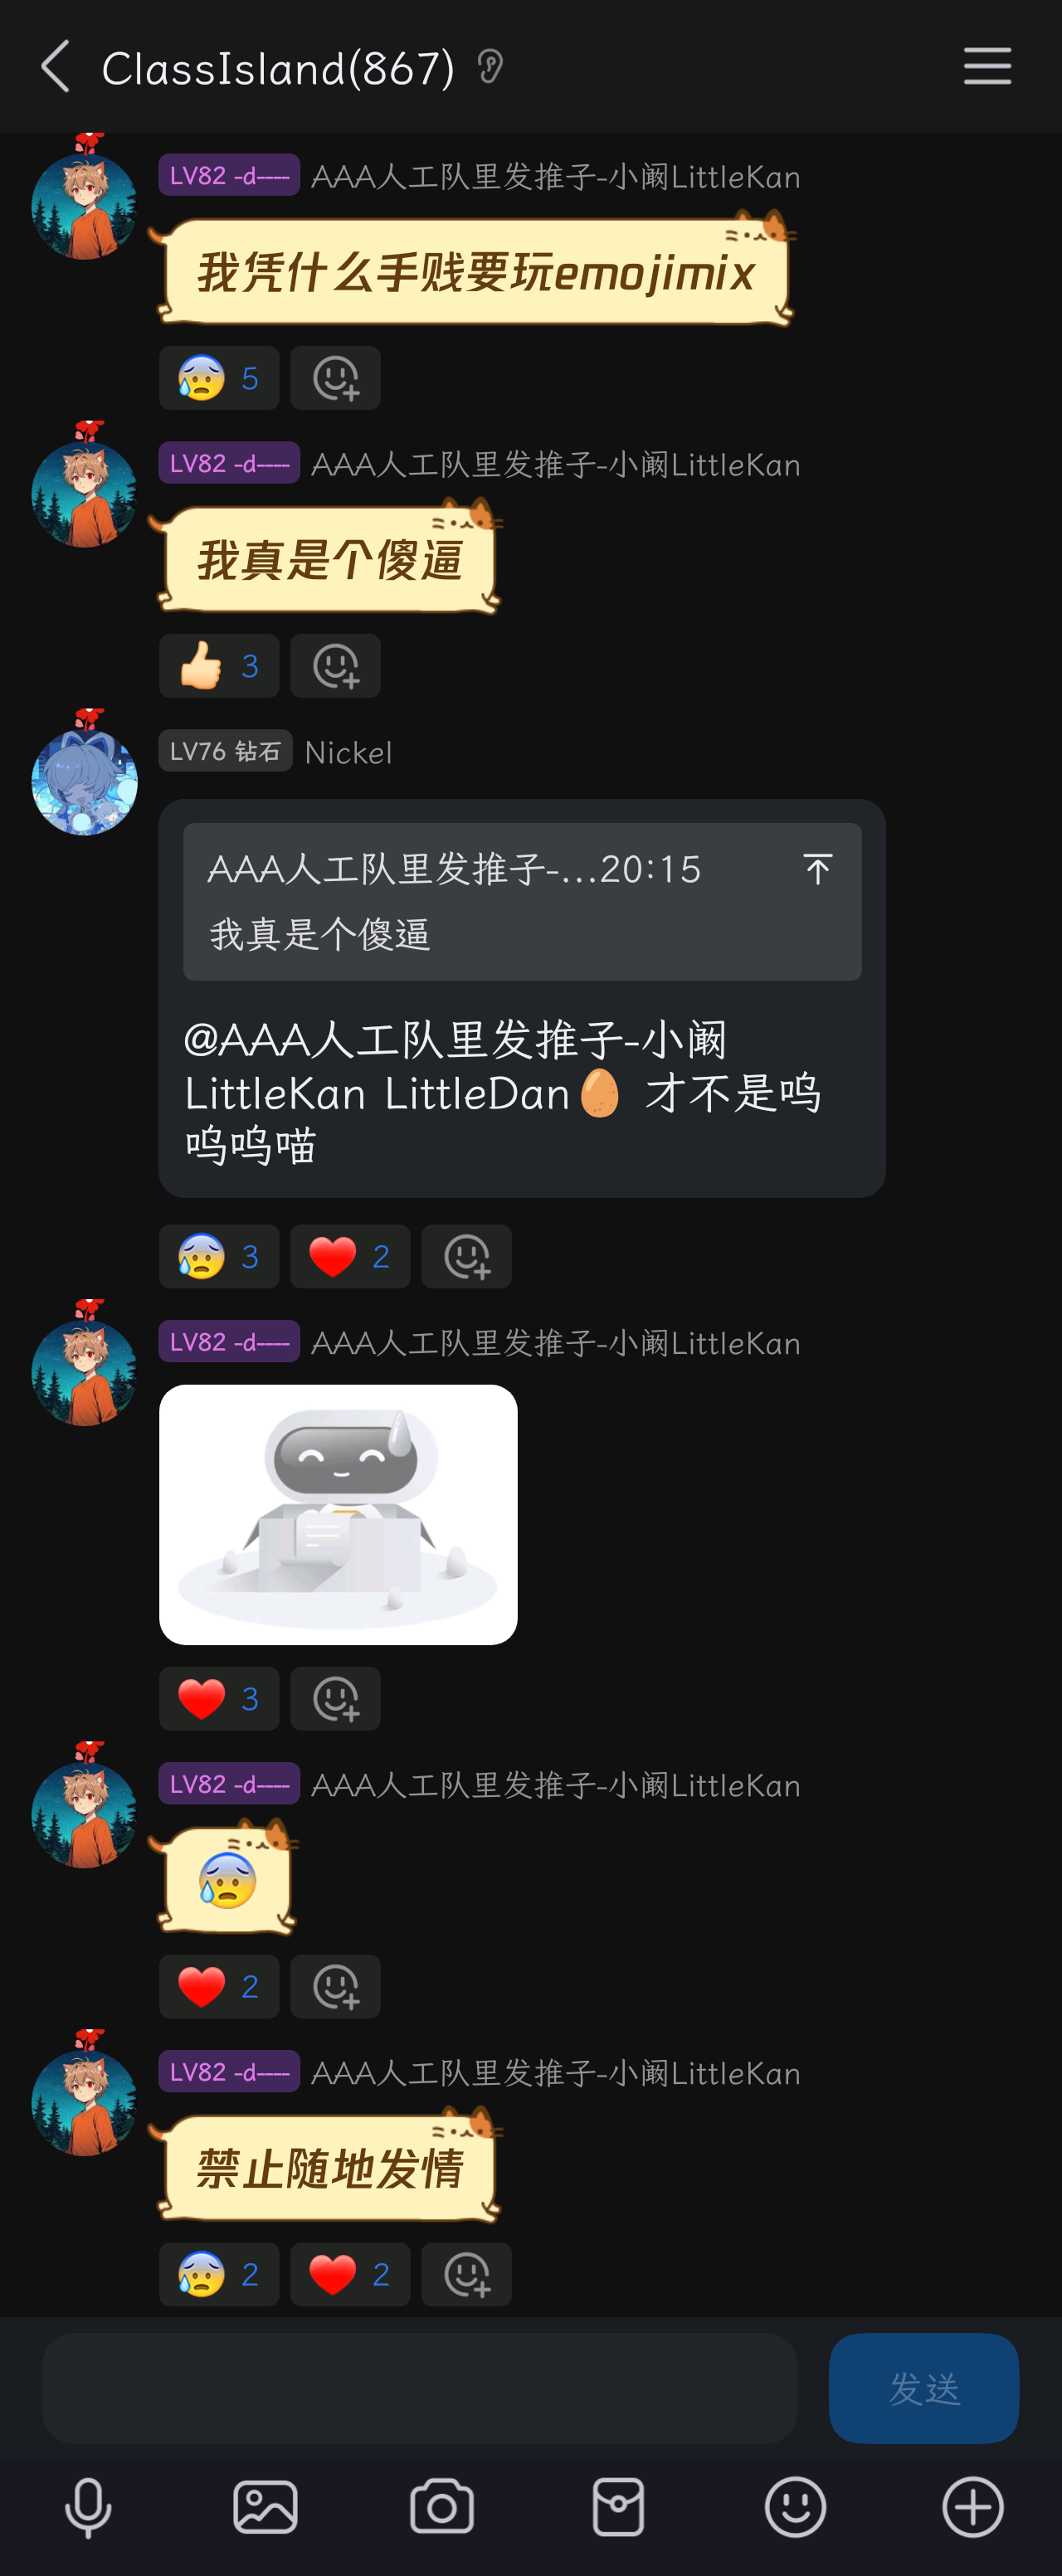 ClassIsland(867)
LV82 -d----
AAA人工队里发推子-小阚LittleKan
我凭什么手贱要玩emojimix
😰 5
LV82 -d----
AAA人工队里发推子-小阚LittleKan
我真是个傻逼
👍🏻 3
LV76 钻石
Nickel
AAA人工队里发推子-...20:15
我真是个傻逼
@AAA人工队里发推子-小阚
LittleKan LittleDan🥚 才不是呜
呜呜喵
😰 3
❤️ 2
LV82 -d----
AAA人工队里发推子-小阚LittleKan
❤️ 3
LV82 -d----
AAA人工队里发推子-小阚LittleKan
😰
❤️ 2
LV82 -d----
AAA人工队里发推子-小阚LittleKan
禁止随地发情
😰 2
❤️ 2
发送